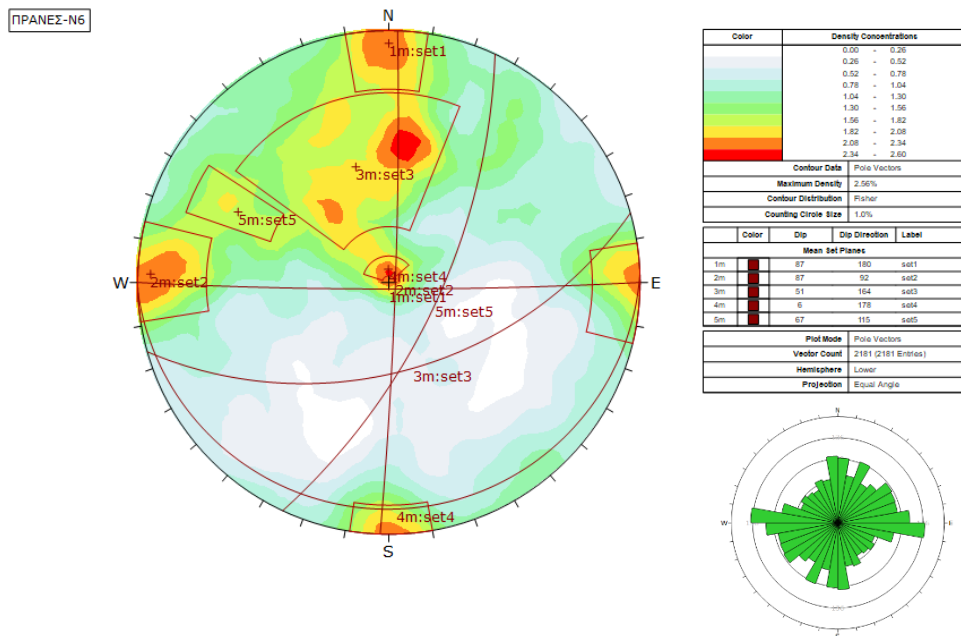 ΠΡΑΝΕΣ-Ν6
N
1m:set1
3m:set3
5m:set5
W
2m:set2
4m:set4
2m:set2
1m:set1
E
5m:set5
3m:set3
4m:set4
S
Color Density Concentrations
0.00 - 0.26
0.26 - 0.52
0.52 - 0.78
0.78 - 1.04
1.04 - 1.30
1.30 - 1.56
1.56 - 1.82
1.82 - 2.08
2.08 - 2.34
2.34 - 2.60
Contour Data Pole Vectors
Maximum Density 2.56%
Contour Distribution Fisher
Counting Circle Size 1.0%
Color Dip Dip Direction Label
Mean Set Planes
1m 87 180 set1
2m 87 92 set2
3m 51 164 set3
4m 6 178 set4
5m 67 115 set5
Plot Mode Pole Vectors
Vector Count 2181 (2181 Entries)
Hemisphere Lower
Projection Equal Angle
N
W
E